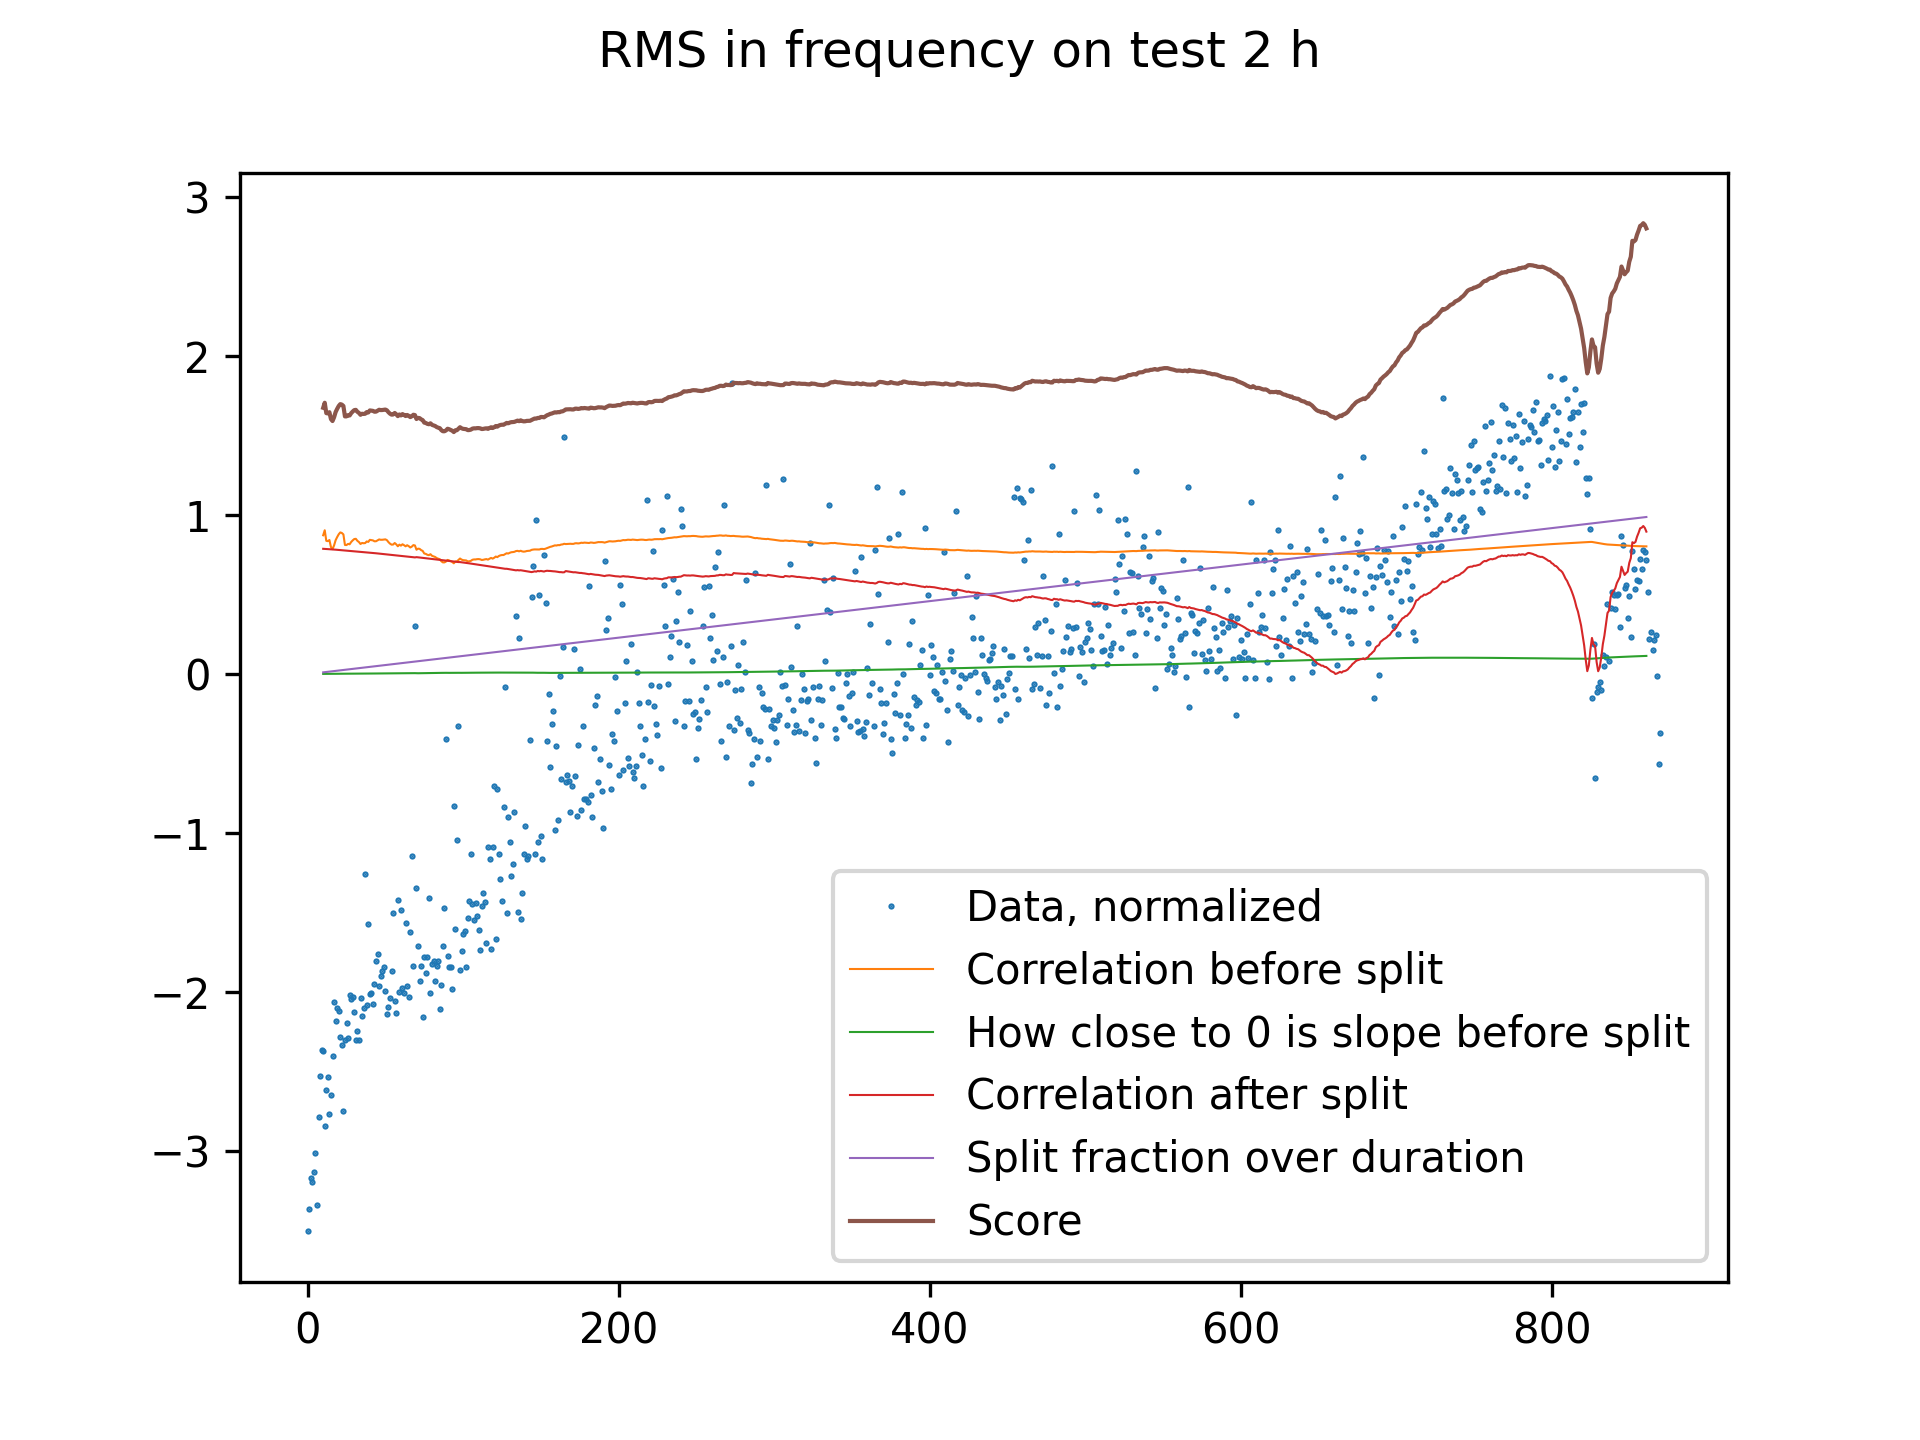 RMS in frequency on test 2 h
3
2
1
0
−1
−2
−3
Data, normalized
Correlation before split
How close to 0 is slope before split
Correlation after split
Split fraction over duration
Score
0 200 400 600 800